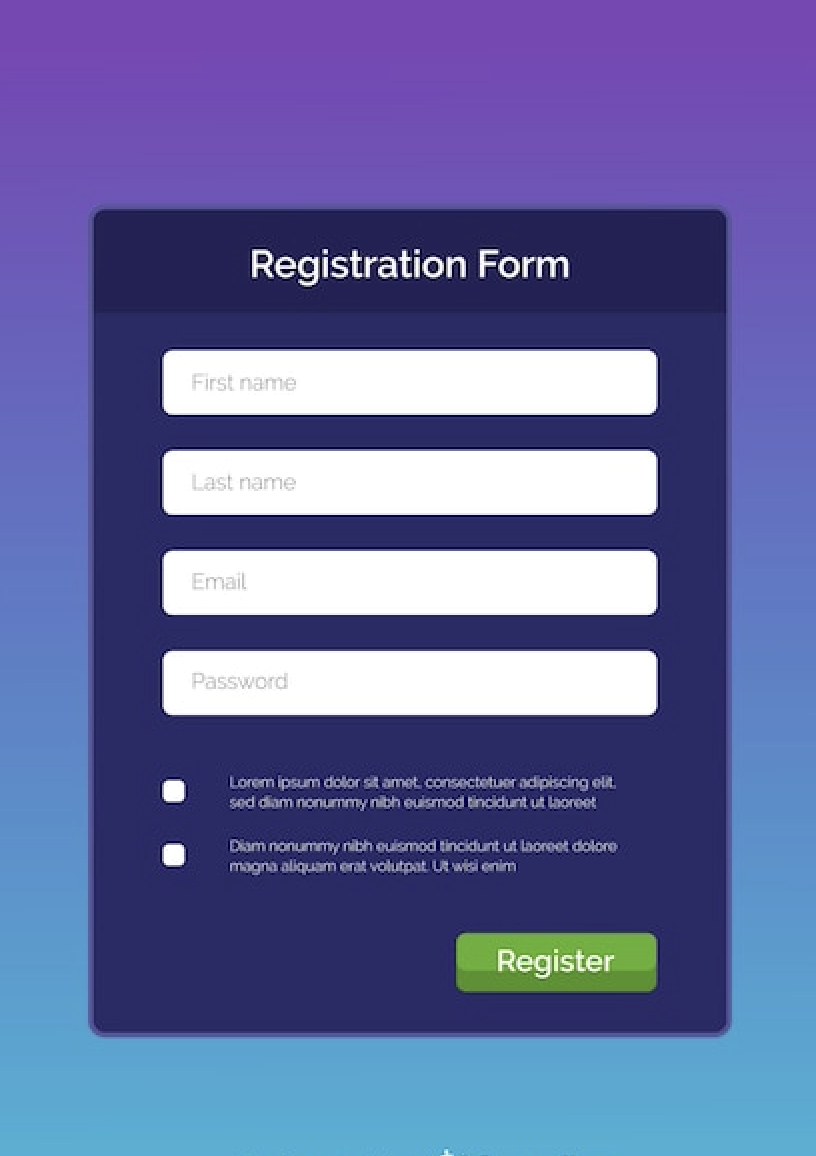 Registration Form
First name
Last name
Email
Password
Lorem ipsum dolor sit amet, consectetuer adipiscing elit,
sed diam nonummy nibh euismod tincidunt ut laoreet
Diam nonummy nibh euismod tincidunt ut laoreet dolore
magna aliquam erat volutpat. Ut wisi enim
Register